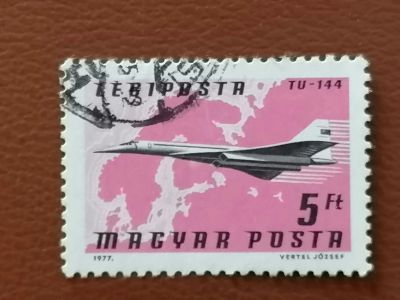 LÉGIPOSTA TU-144
5 Ft
MAGYAR POSTA
1977. VERTEL JÓZSEF